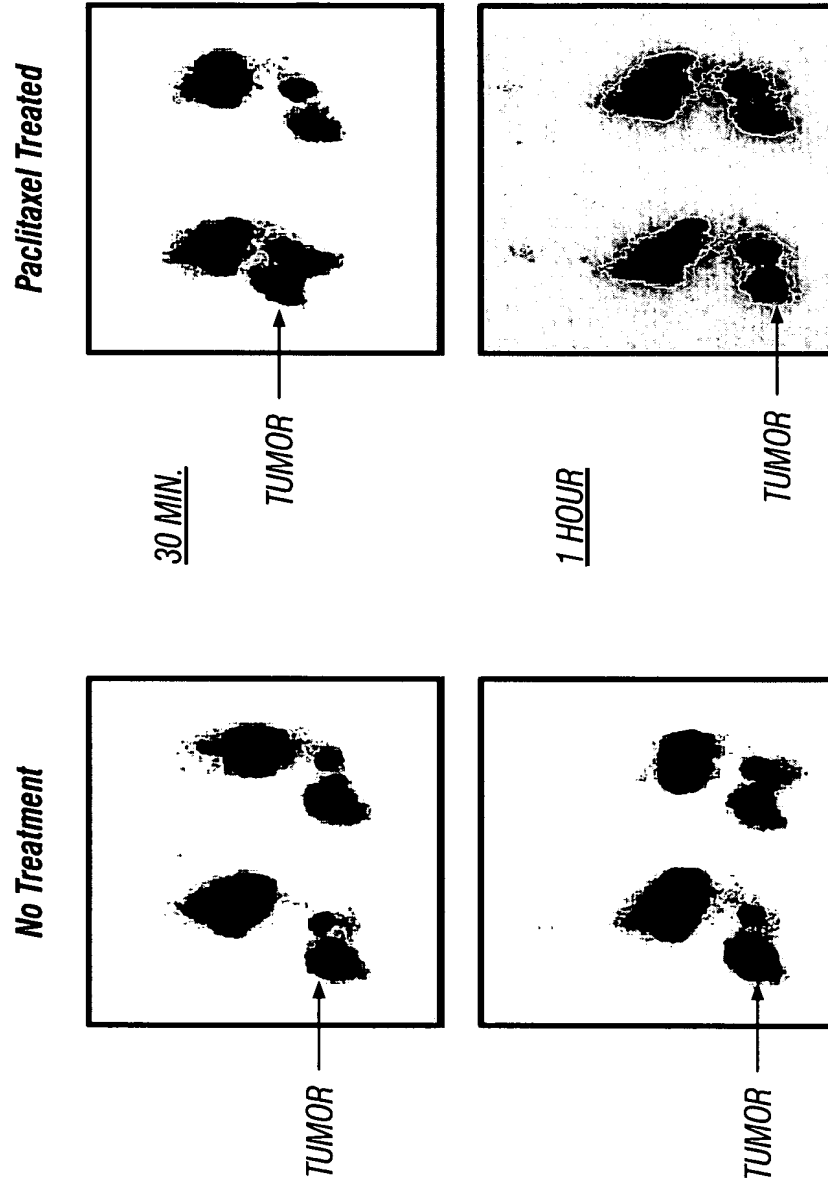 No Treatment
Paclitaxel Treated
30 MIN.
TUMOR
TUMOR
1 HOUR
TUMOR
TUMOR